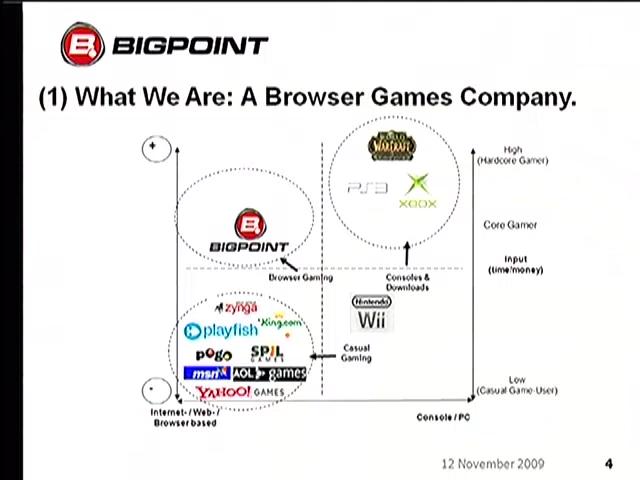 B. BIGPOINT
(1) What We Are: A Browser Games Company.
+
WORLD
WARCRAFT
High
(Hardcore Gamer)
PS3
XBOX
Core Gamer
B.
BIGPOINT
Input
(time/money)
Browser Gaming
Consoles &
Downloads
zynga
King.com
playfish
Nintendo
Wii
pogo
SPIL
GAMES
Casual
Gaming
msn
AOL games
-
YAHOO! GAMES
Low
(Casual Game-User)
Internet- / Web- /
Browser based
Console / PC
12 November 2009
4